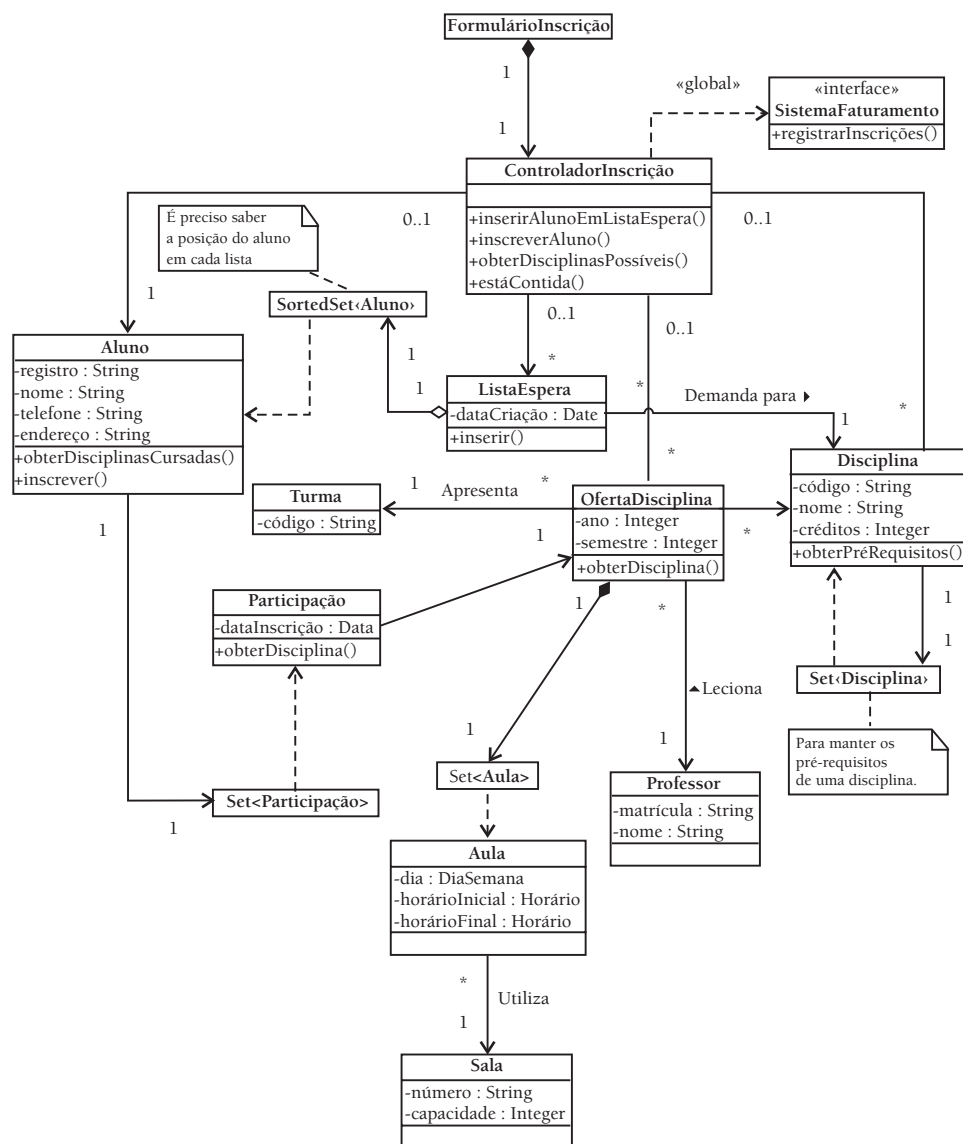 FormulárioInscrição
1
«global»
«interface»
SistemaFaturamento
+registrarInscrições()
1
ControladorInscrição
+inserirAlunoEmListaEspera()
+inscreverAluno()
+obterDisciplinasPossíveis()
+estáContida()
0..1
0..1
É preciso saber
a posição do aluno
em cada lista
1
SortedSet‹Aluno›
0..1
0..1
Aluno
-registro : String
-nome : String
-telefone : String
-endereço : String
+obterDisciplinasCursadas()
+inscrever()
1
1
*
*
ListaEspera
-dataCriação : Date
+inserir()
Demanda para
1
*
Disciplina
-código : String
-nome : String
-créditos : Integer
+obterPréRequisitos()
*
1
Apresenta
*
Turma
-código : String
OfertaDisciplina
-ano : Integer
-semestre : Integer
+obterDisciplina()
*
1
1
Participação
-dataInscrição : Data
+obterDisciplina()
1
*
1
1
Set‹Disciplina›
Leciona
Para manter os
pré-requisitos
de uma disciplina.
1
1
Set<Aula>
Professor
-matrícula : String
-nome : String
Set<Participação>
1
Aula
-dia : DiaSemana
-horárioInicial : Horário
-horárioFinal : Horário
*
Utiliza
1
Sala
-número : String
-capacidade : Integer